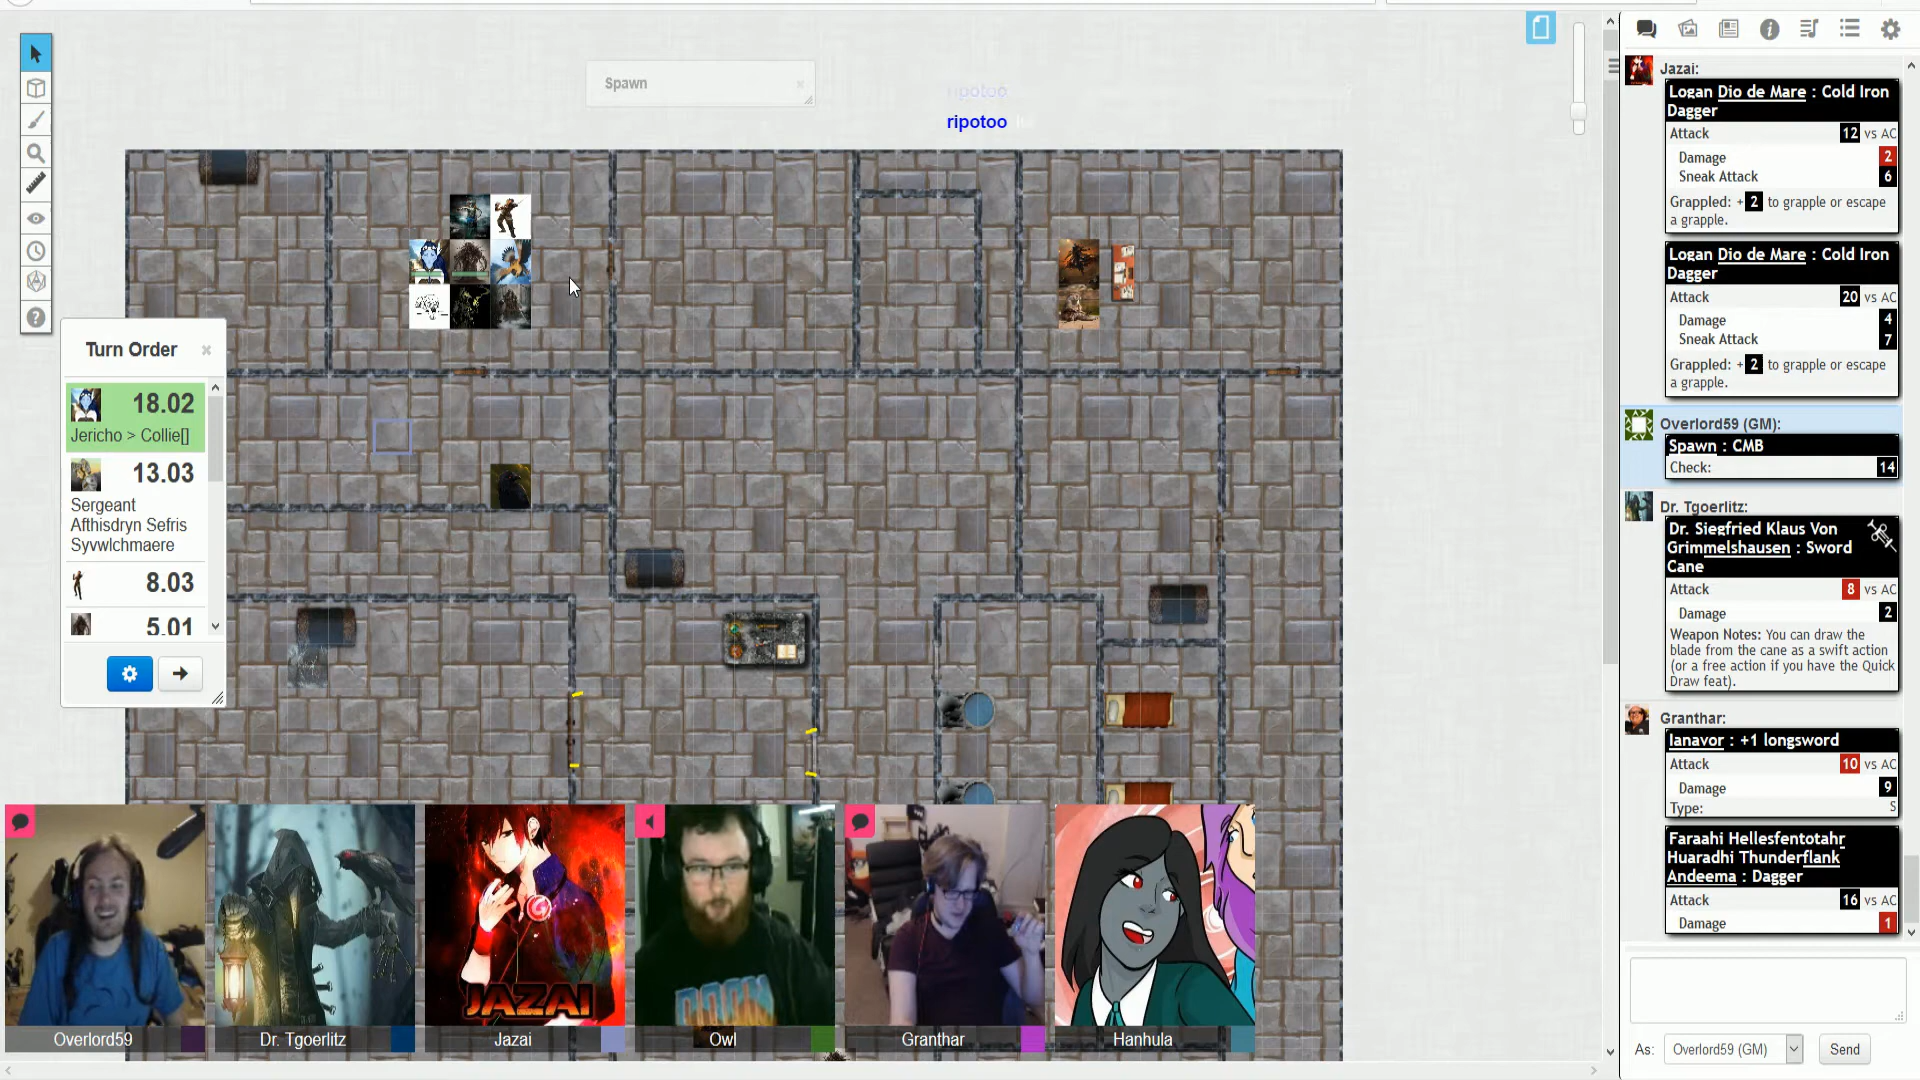 Spawn
ripotoo
ripotoo
Turn Order
18.02
Jericho > Collie[]
13.03
Sergeant
Afthisdryn Sefris
Syvwlchmaere
8.03
5.01
JAZAI
DOOM
Overlord59
Dr. Tgoerlitz
Jazai
Owl
Granthar
Hanhula
Jazai:
Logan Dio de Mare : Cold Iron
Dagger
Attack 12 vs AC
Damage 2
Sneak Attack 6
Grappled: +2 to grapple or escape
a grapple.
Logan Dio de Mare : Cold Iron
Dagger
Attack 20 vs AC
Damage 4
Sneak Attack 7
Grappled: +2 to grapple or escape
a grapple.
Overlord59 (GM):
Spawn : CMB
Check: 14
Dr. Tgoerlitz:
Dr. Siegfried Klaus Von
Grimmelshausen : Sword
Cane
Attack 8 vs AC
Damage 2
Weapon Notes: You can draw the
blade from the cane as a swift action
(or a free action if you have the Quick
Draw feat).
Granthar:
Ianavor : +1 longsword
Attack 10 vs AC
Damage 9
Type: S
Faraahi Hellesfentotahr
Huaradhi Thunderflank
Andeema : Dagger
Attack 16 vs AC
Damage 1
As: Overlord59 (GM) Send